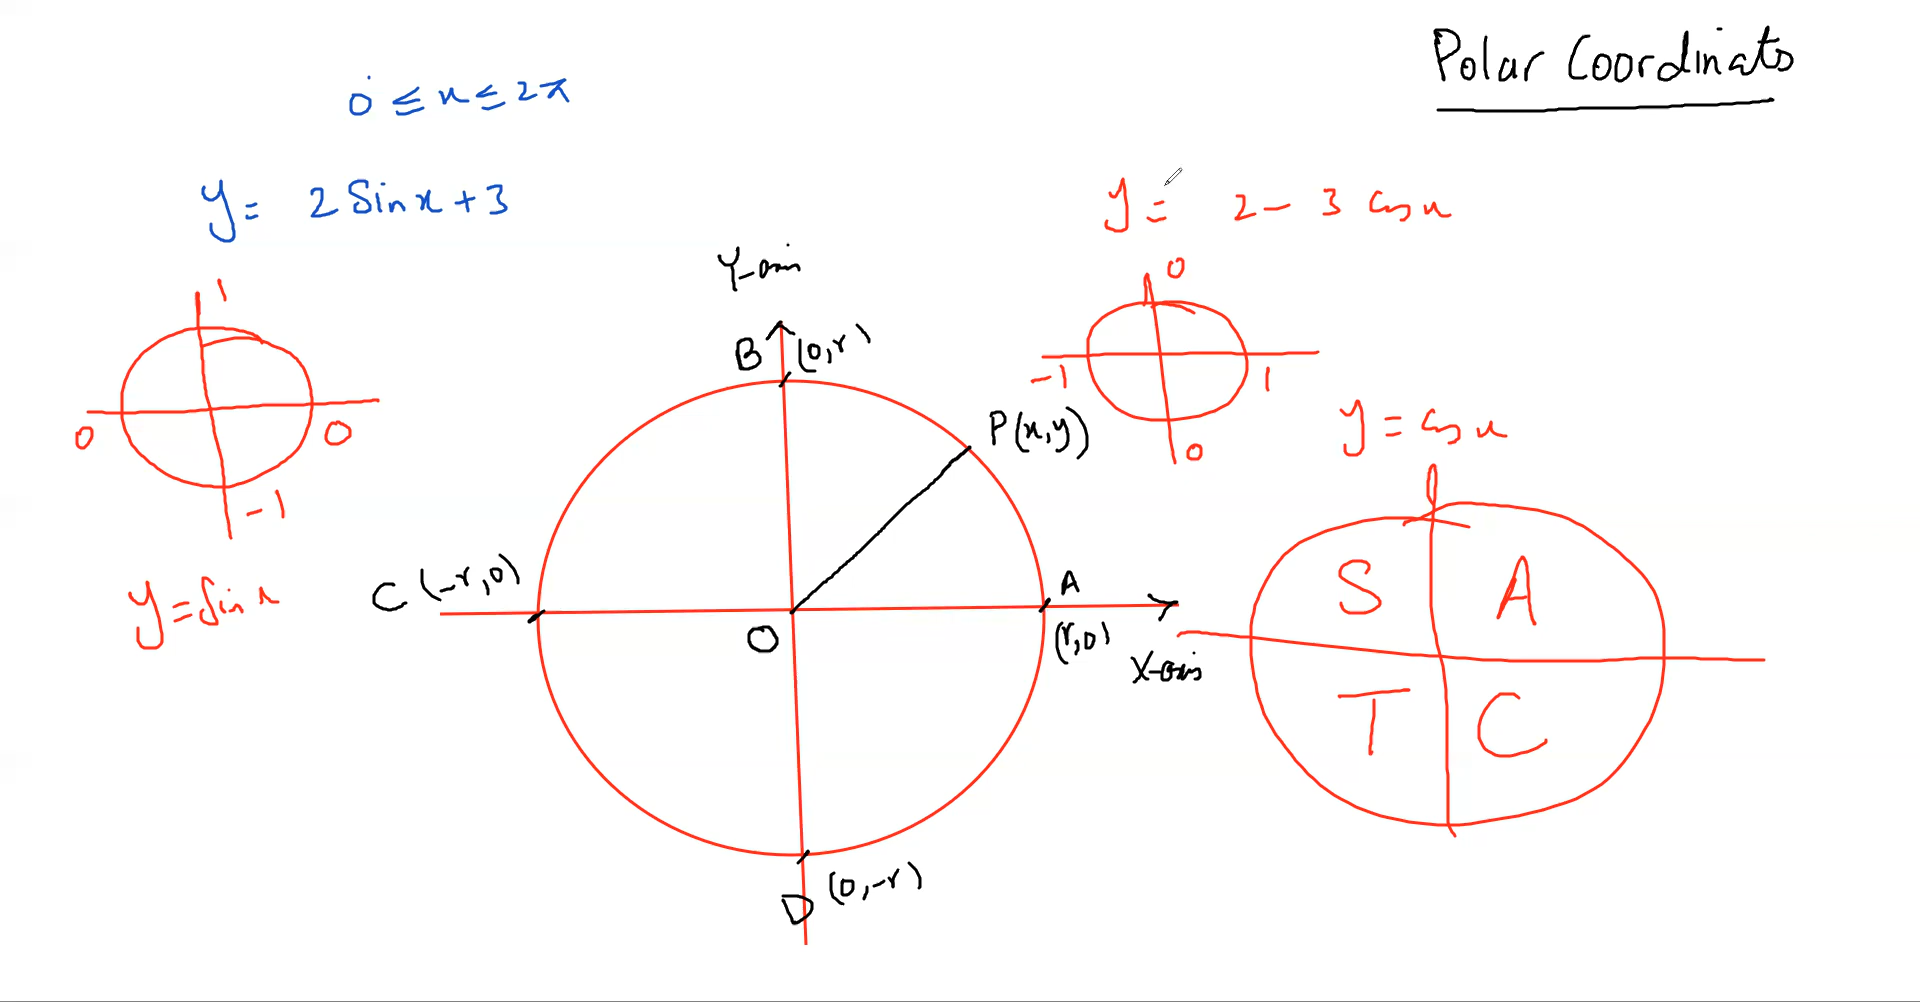 Polar Coordinats
0 ≤ x ≤ 2π
y = 2 Sin x + 3
y = 2 - 3 cos x
Y-axis
0
1
B (0,r)
-1
1
P(x,y)
0
y = cos x
0
0
-1
S A
C (-r,0)
A
y = sin x
O
(r,0)
X-axis
T C
D (0,-r)